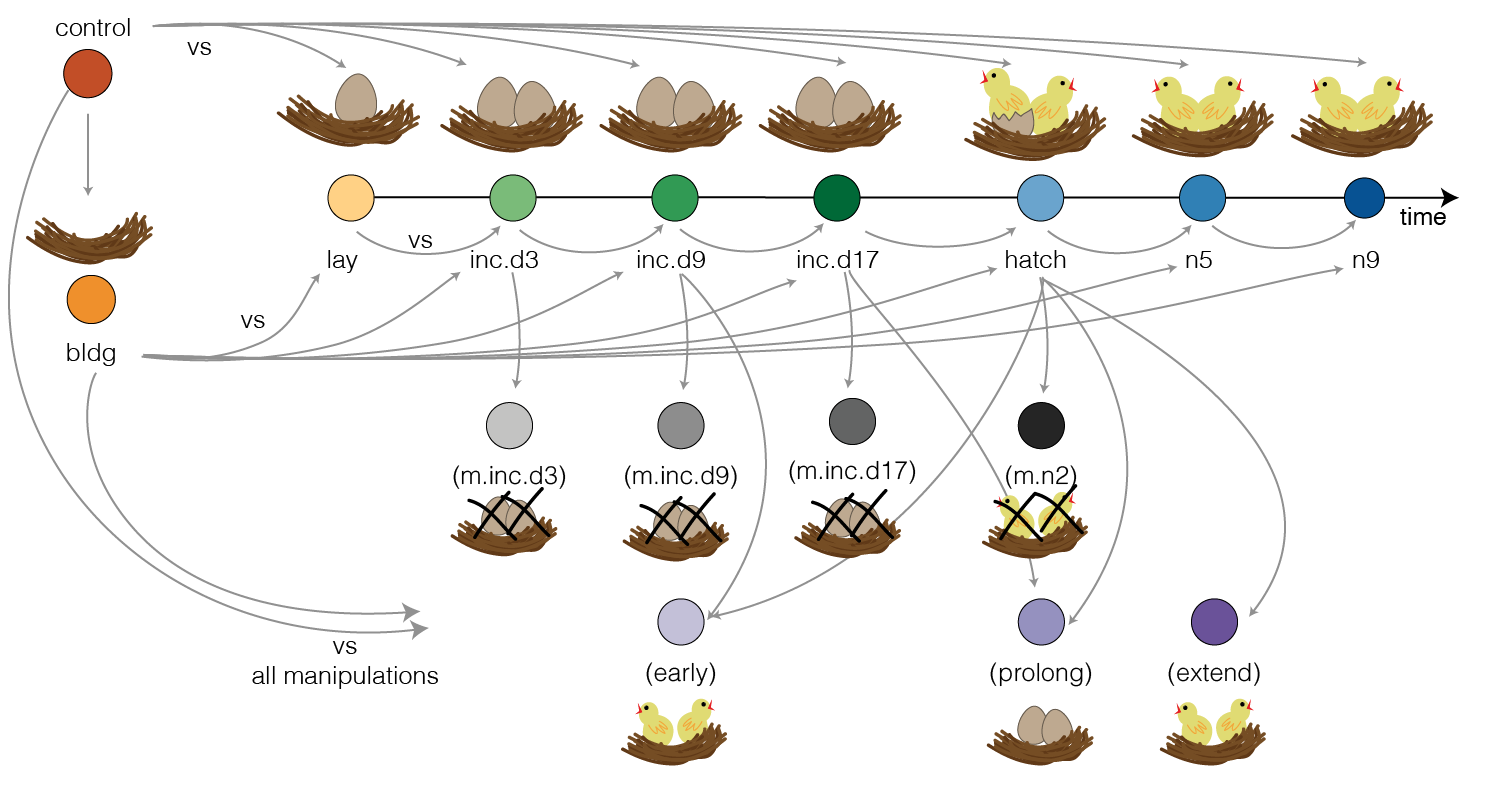 control
vs
time
lay
vs
inc.d3
inc.d9
inc.d17
hatch
n5
n9
vs
bldg
(m.inc.d3)
(m.inc.d9)
(m.inc.d17)
(m.n2)
vs
all manipulations
(early)
(prolong)
(extend)